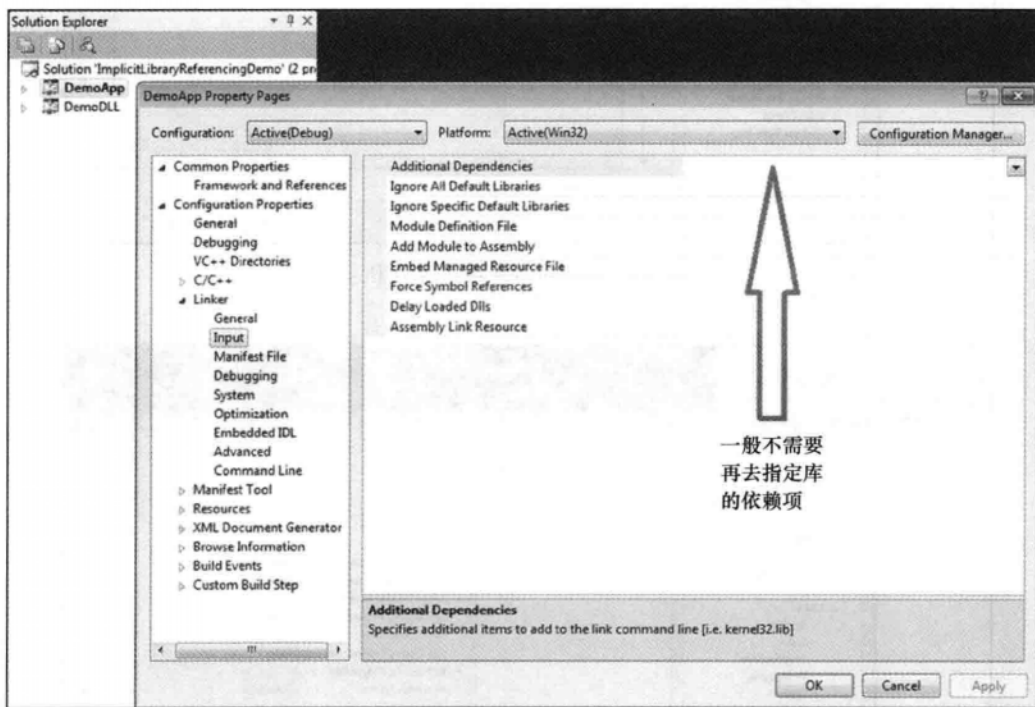 Solution Explorer
Solution 'ImplicitLibraryReferencingDemo' (2 pr
DemoApp
DemoDLL
DemoApp Property Pages
Configuration: Active(Debug) Platform: Active(Win32) Configuration Manager...
Common Properties
Framework and References
Configuration Properties
General
Debugging
VC++ Directories
C/C++
Linker
General
Input
Manifest File
Debugging
System
Optimization
Embedded IDL
Advanced
Command Line
Manifest Tool
Resources
XML Document Generator
Browse Information
Build Events
Custom Build Step
Additional Dependencies
Ignore All Default Libraries
Ignore Specific Default Libraries
Module Definition File
Add Module to Assembly
Embed Managed Resource File
Force Symbol References
Delay Loaded Dlls
Assembly Link Resource
一般不需要
再去指定库
的依赖项
Additional Dependencies
Specifies additional items to add to the link command line [i.e. kernel32.lib]
OK Cancel Apply